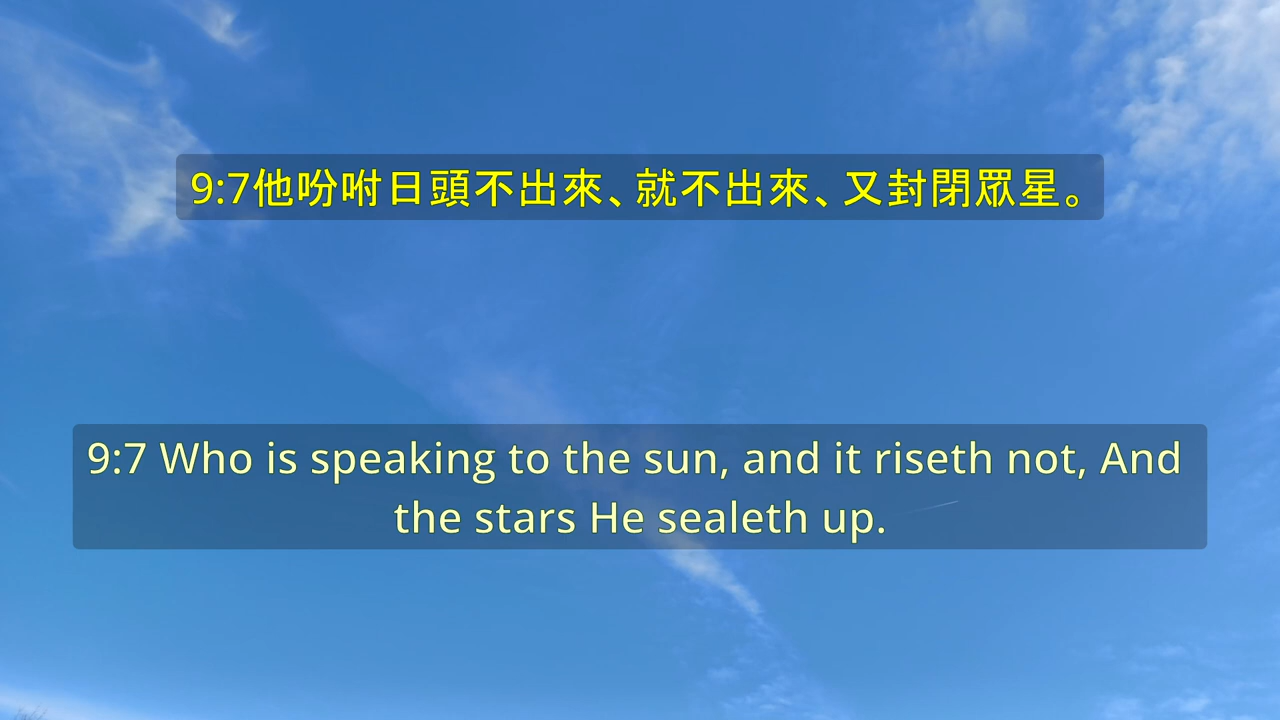 9:7他吩咐日頭不出來、就不出來、又封閉眾星。
9:7 Who is speaking to the sun, and it riseth not, And
the stars He sealeth up.